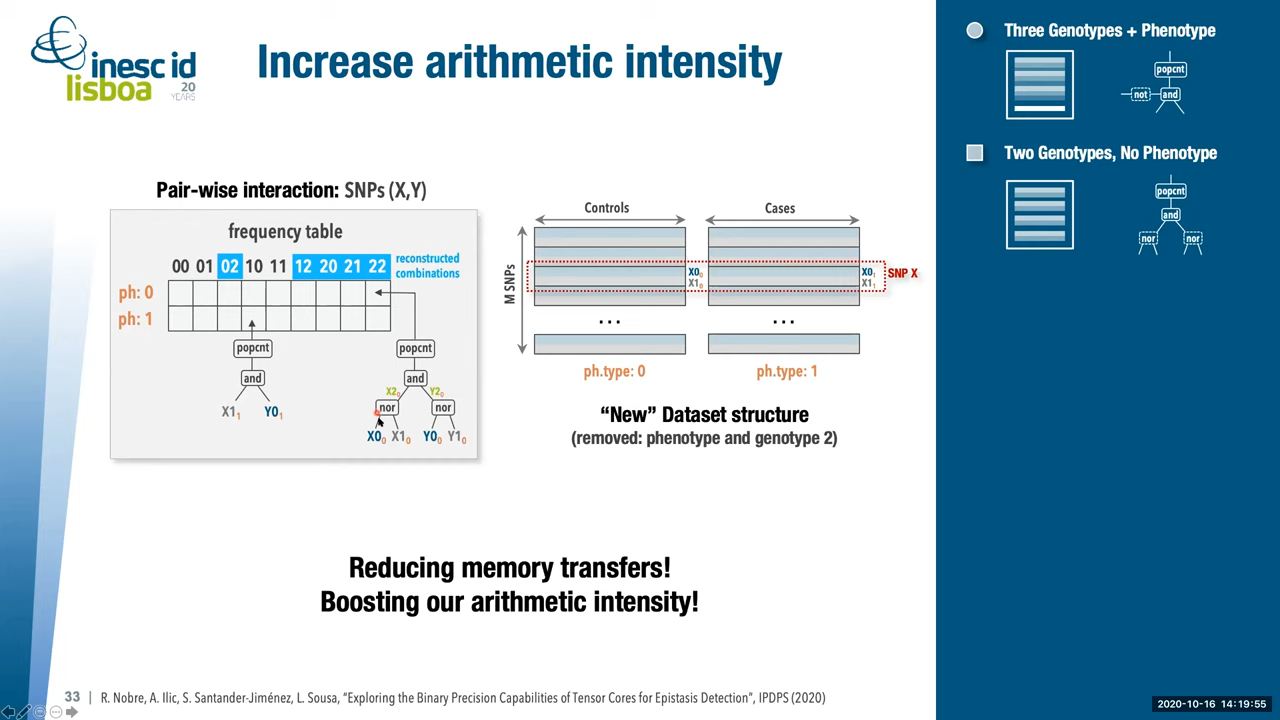 inesc id
lisboa
20
YEARS
Increase arithmetic intensity
Pair-wise interaction: SNPs (X,Y)
frequency table
00 01 02 10 11 12 20 21 22
reconstructed
combinations
ph: 0
ph: 1
popcnt
popcnt
and
and
X2₀
Y2₀
X1₁
Y0₁
nor
nor
X0₀
X1₀
Y0₀
Y1₀
Controls
Cases
M SNPs
X0₀
X1₀
X0₁
X1₁
SNP X
...
...
ph.type: 0
ph.type: 1
“New” Dataset structure
(removed: phenotype and genotype 2)
Reducing memory transfers!
Boosting our arithmetic intensity!
33 | R. Nobre, A. Ilic, S. Santander-Jiménez, L. Sousa, “Exploring the Binary Precision Capabilities of Tensor Cores for Epistasis Detection”, IPDPS (2020)
Three Genotypes + Phenotype
popcnt
not
and
Two Genotypes, No Phenotype
popcnt
and
nor
nor
2020-10-16 14:19:55